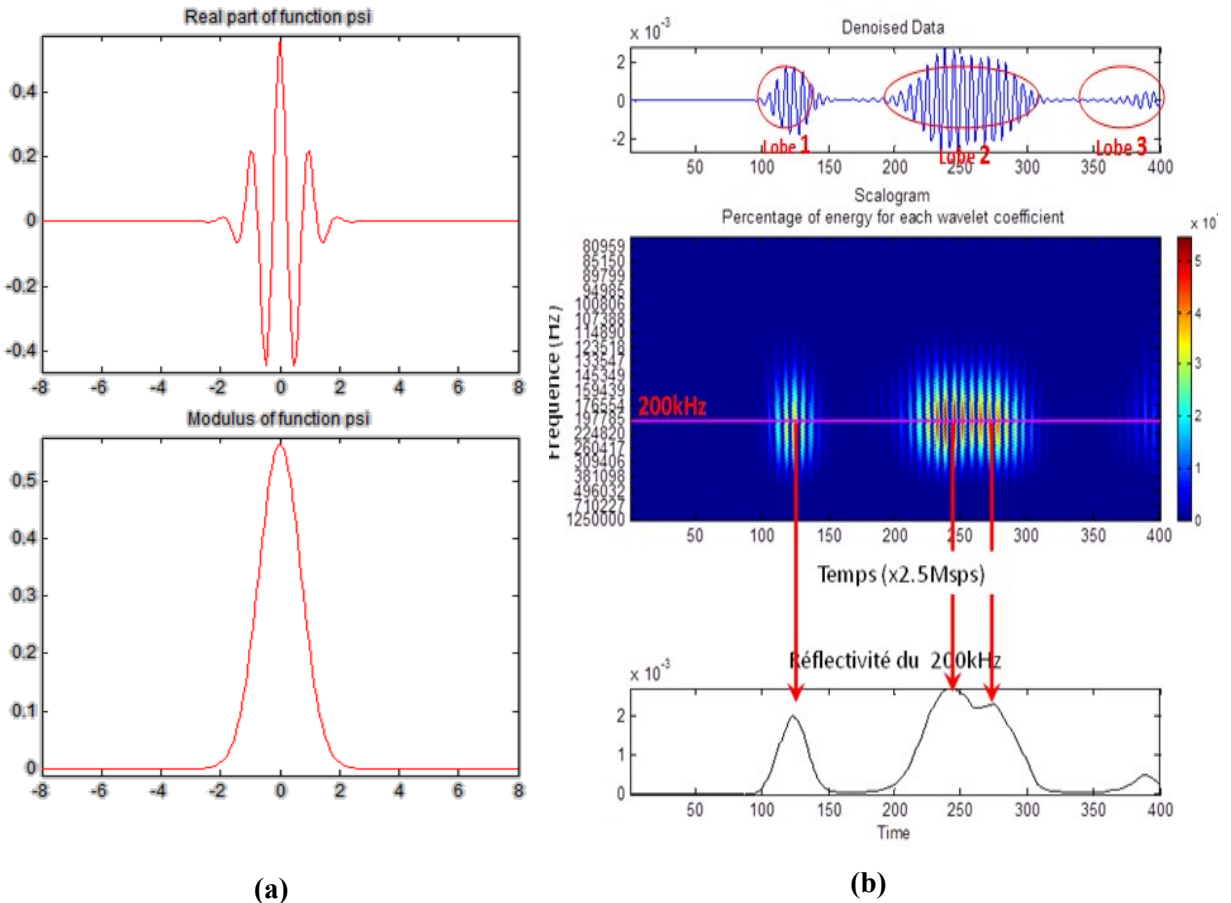 Real part of function psi
0.4
0.2
0
-0.2
-0.4
-8 -6 -4 -2 0 2 4 6 8
Modulus of function psi
0.5
0.4
0.3
0.2
0.1
0
-8 -6 -4 -2 0 2 4 6 8
(a)
Denoised Data
x 10-3
2
0
-2
Lobe 1
Lobe 2
Lobe 3
50 100 150 200 250 300 350 400
Scalogram
Percentage of energy for each wavelet coefficient
Fréquence (Hz)
80959
85150
89799
94985
100806
107388
114890
123518
133547
145349
159439
176554
197785
224820
260417
309406
381098
496032
710227
1250000
200kHz
50 100 150 200 250 300 350 400
x 10
5
4
3
2
1
0
Temps (x2.5Msps)
Réflectivité du 200kHz
x 10-3
2
1
0
50 100 150 200 250 300 350 400
Time
(b)